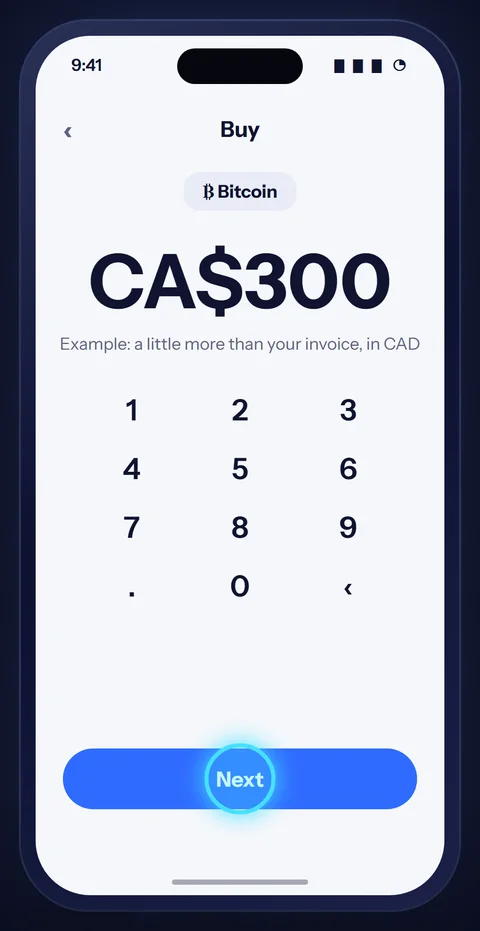 9:41
‹ Buy
₿ Bitcoin
CA$300
Example: a little more than your invoice, in CAD
1 2 3
4 5 6
7 8 9
. 0 ‹
Next